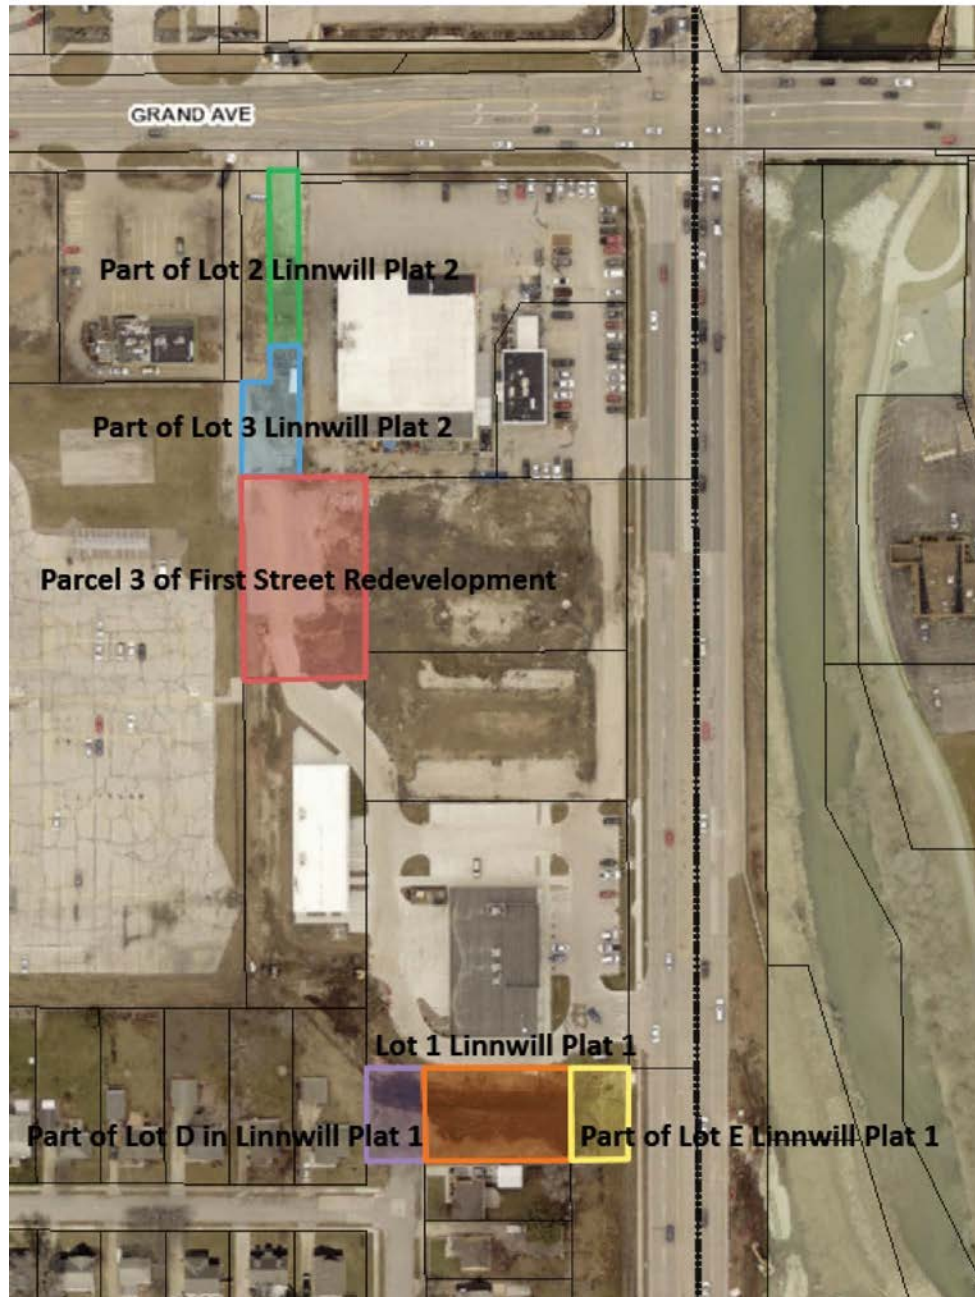 GRAND AVE
Part of Lot 2 Linnwill Plat 2
Part of Lot 3 Linnwill Plat 2
Parcel 3 of First Street Redevelopment
Lot 1 Linnwill Plat 1
Part of Lot D in Linnwill Plat 1
Part of Lot E Linnwill Plat 1